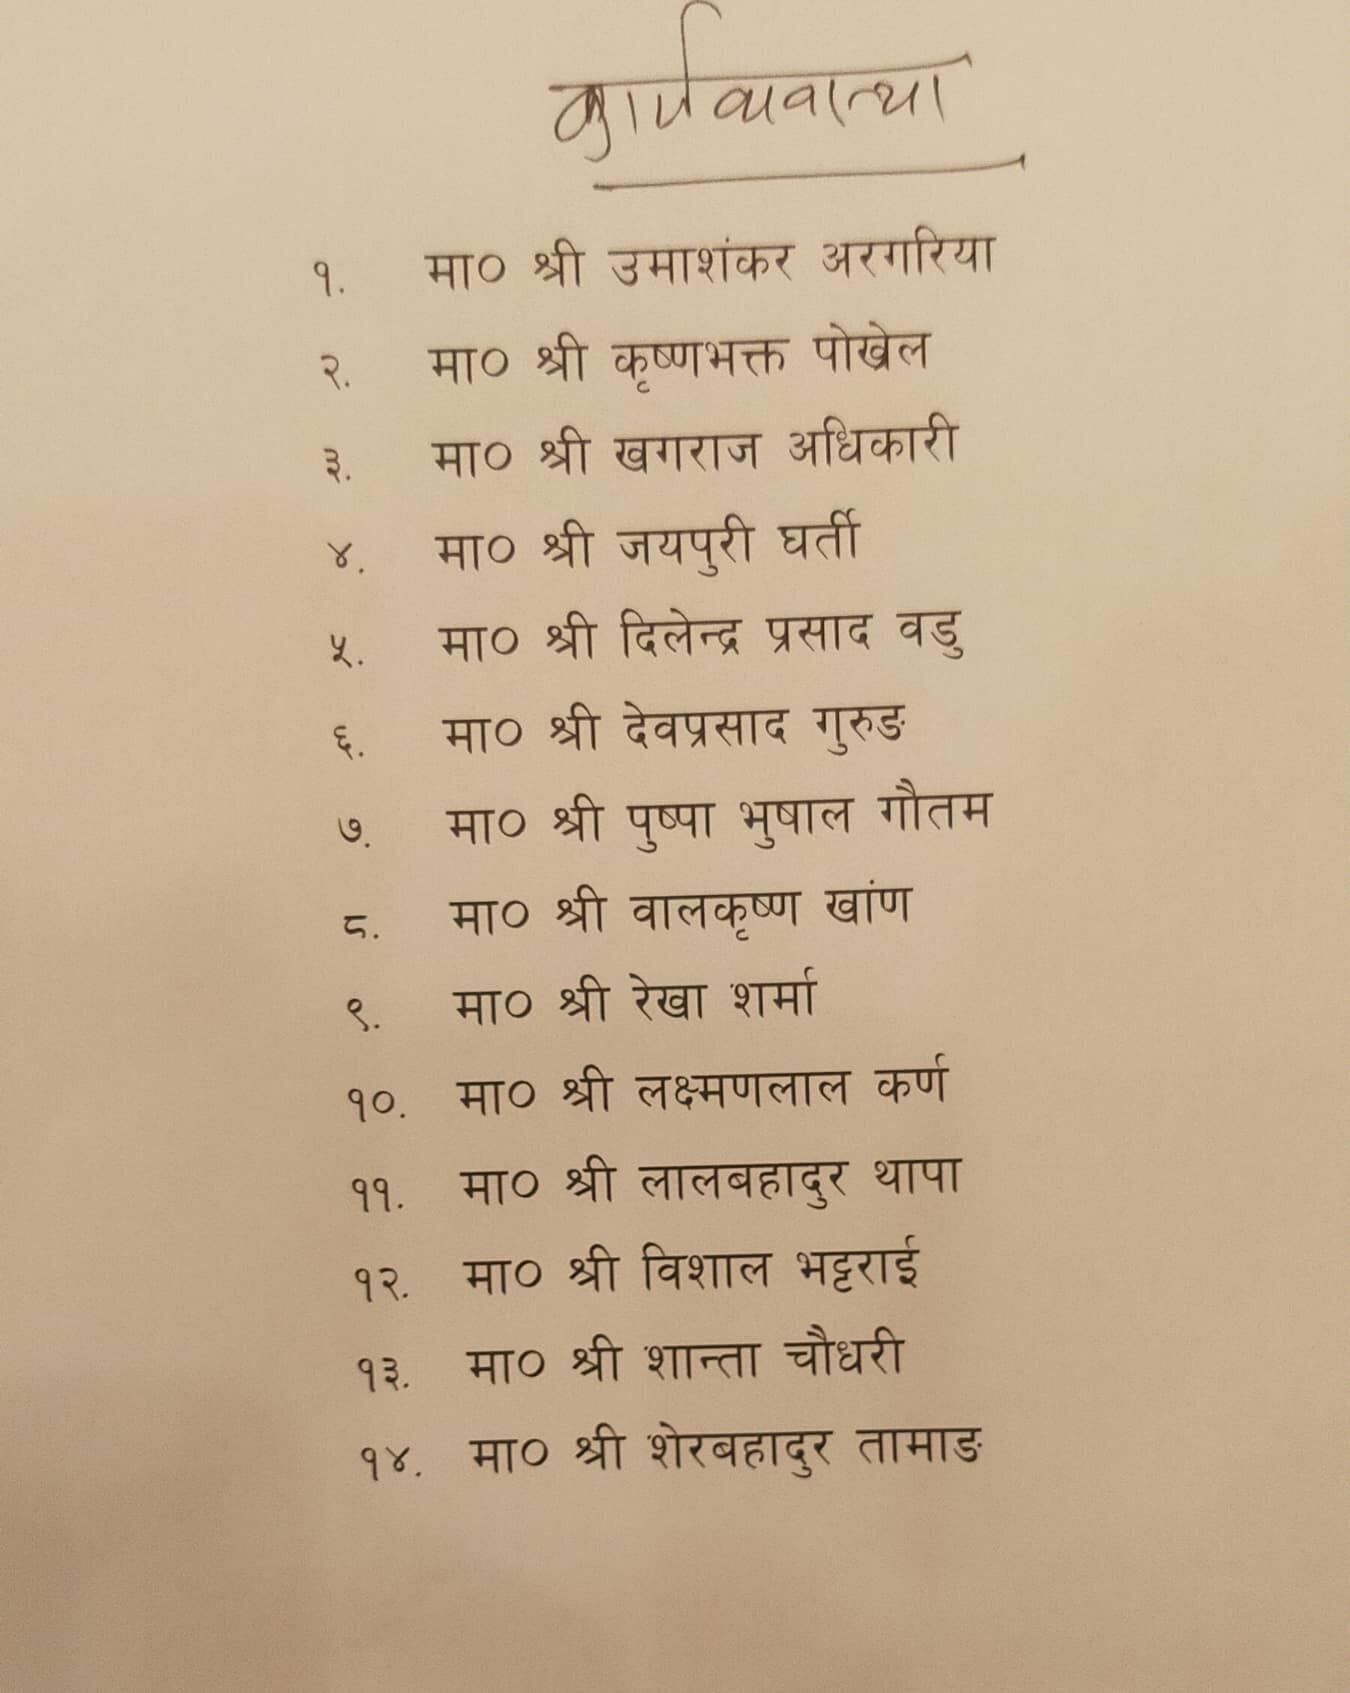 कार्यव्यवस्था
१. मा० श्री उमाशंकर अरगरिया
२. मा० श्री कृष्णभक्त पोखेल
३. मा० श्री खगराज अधिकारी
४. मा० श्री जयपुरी घर्ती
५. मा० श्री दिलेन्द्र प्रसाद वडु
६. मा० श्री देवप्रसाद गुरुङ
७. मा० श्री पुष्पा भुषाल गौतम
८. मा० श्री वालकृष्ण खांण
९. मा० श्री रेखा शर्मा
१०. मा० श्री लक्ष्मणलाल कर्ण
११. मा० श्री लालबहादुर थापा
१२. मा० श्री विशाल भट्टराई
१३. मा० श्री शान्ता चौधरी
१४. मा० श्री शेरबहादुर तामाङ